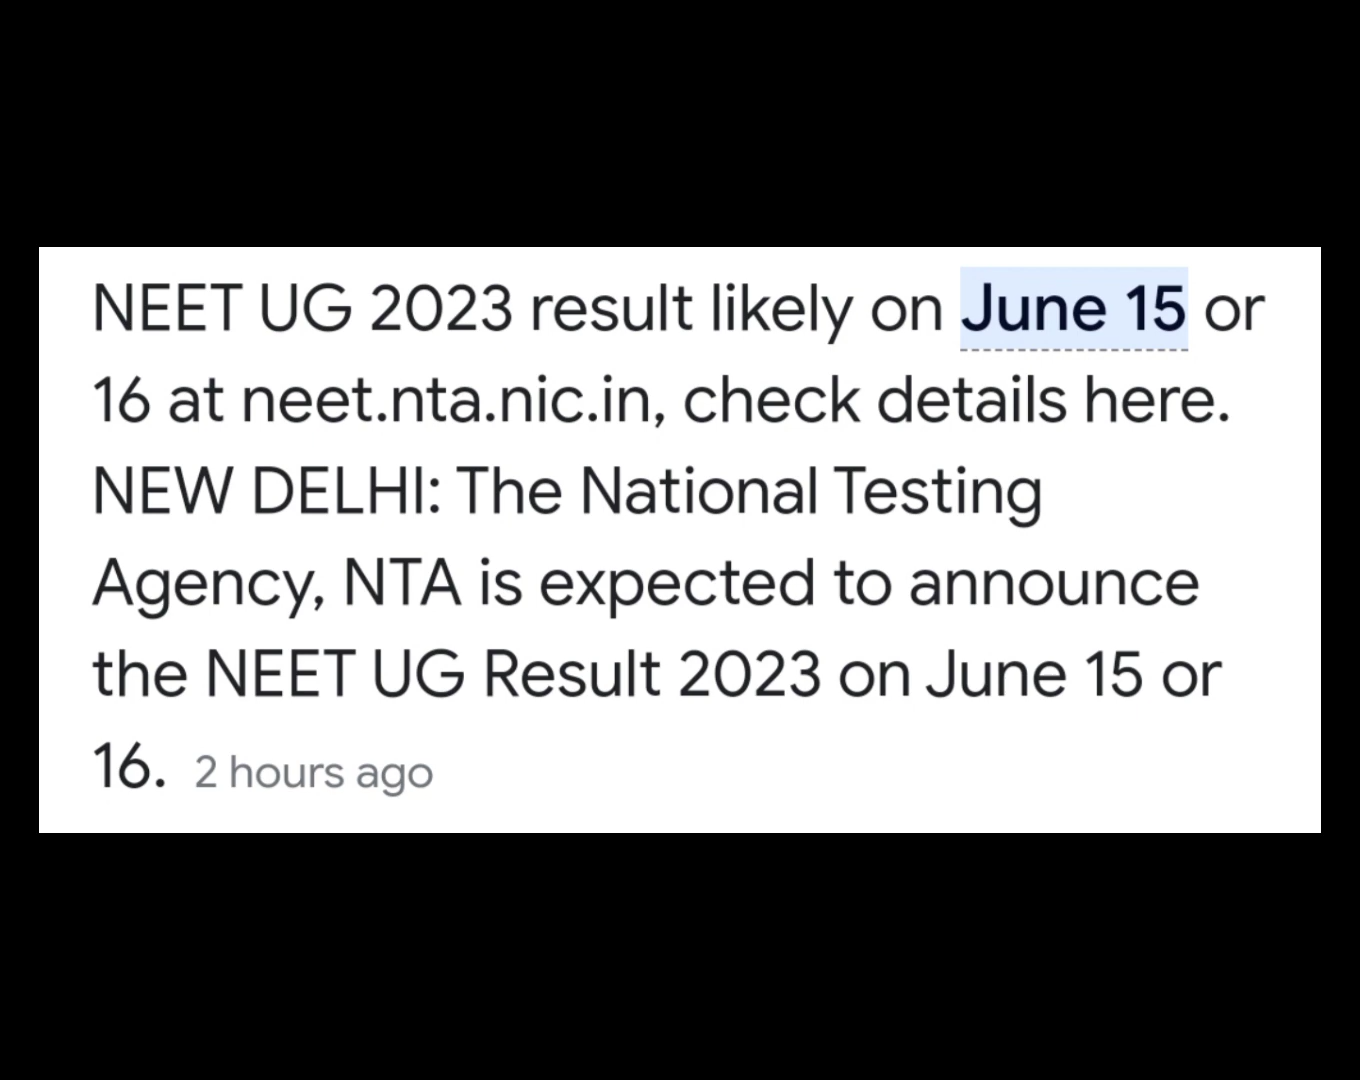 NEET UG 2023 result likely on June 15 or
16 at neet.nta.nic.in, check details here.
NEW DELHI: The National Testing
Agency, NTA is expected to announce
the NEET UG Result 2023 on June 15 or
16. 2 hours ago